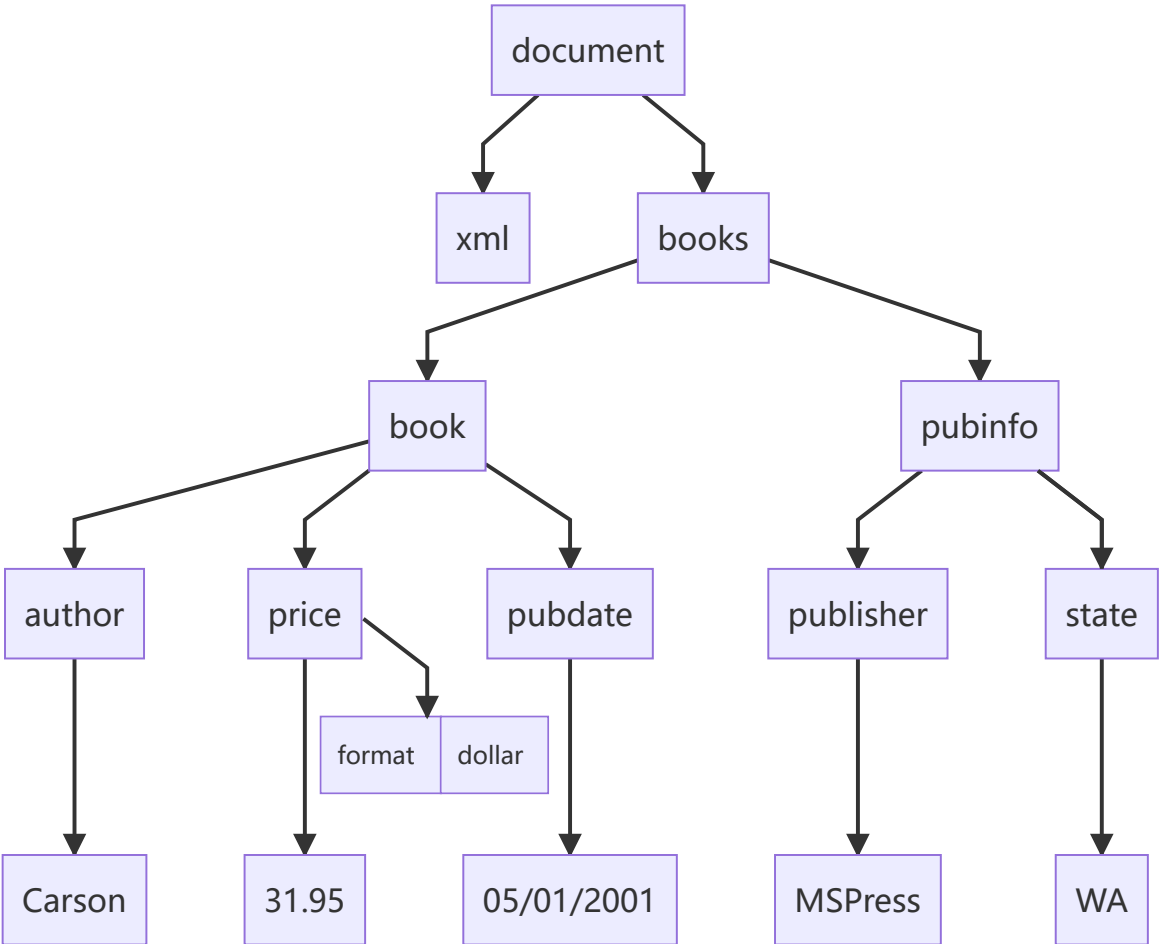 document
xml
books
book
pubinfo
author
price
pubdate
publisher
state
format
dollar
Carson
31.95
05/01/2001
MSPress
WA